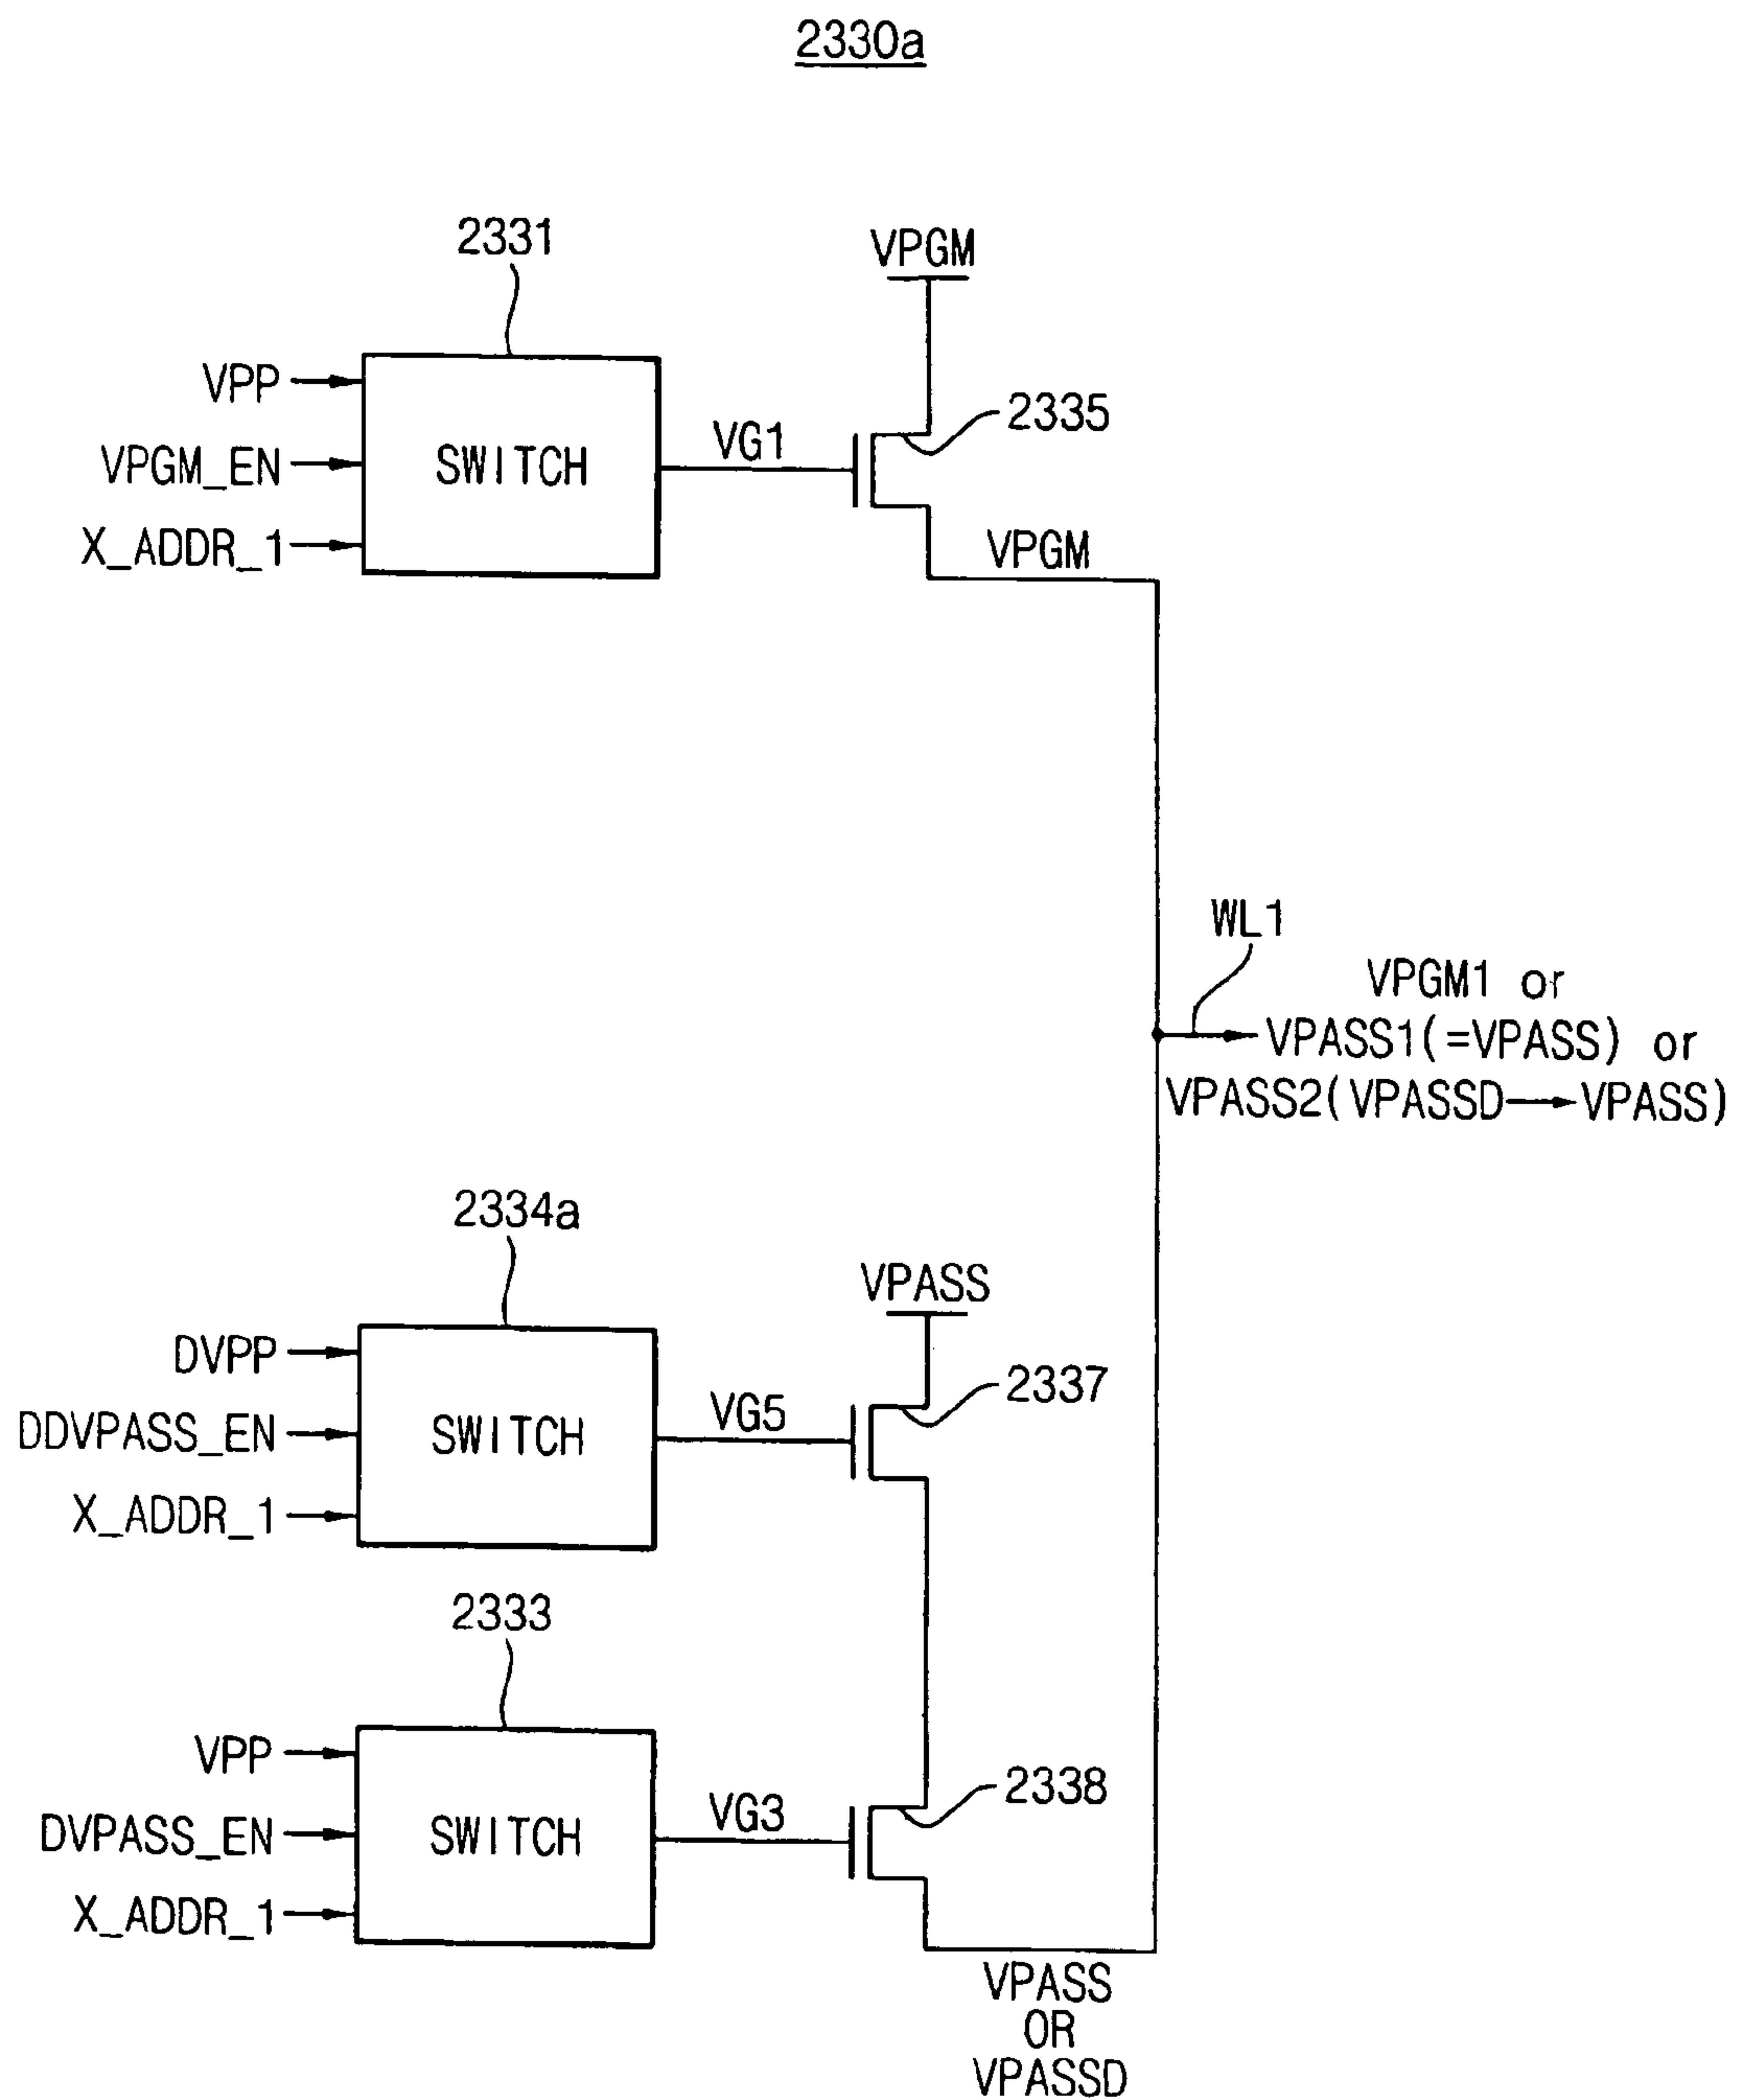 2330a
2331
VPGM
VPP
VPGM_EN
X_ADDR_1
SWITCH
VG1
2335
VPGM
WL1
VPGM1 or
VPASS1(=VPASS) or
VPASS2(VPASSD→VPASS)
2334a
VPASS
DVPP
DDVPASS_EN
X_ADDR_1
SWITCH
VG5
2337
2333
VPP
DVPASS_EN
X_ADDR_1
SWITCH
VG3
2338
VPASS
OR
VPASSD